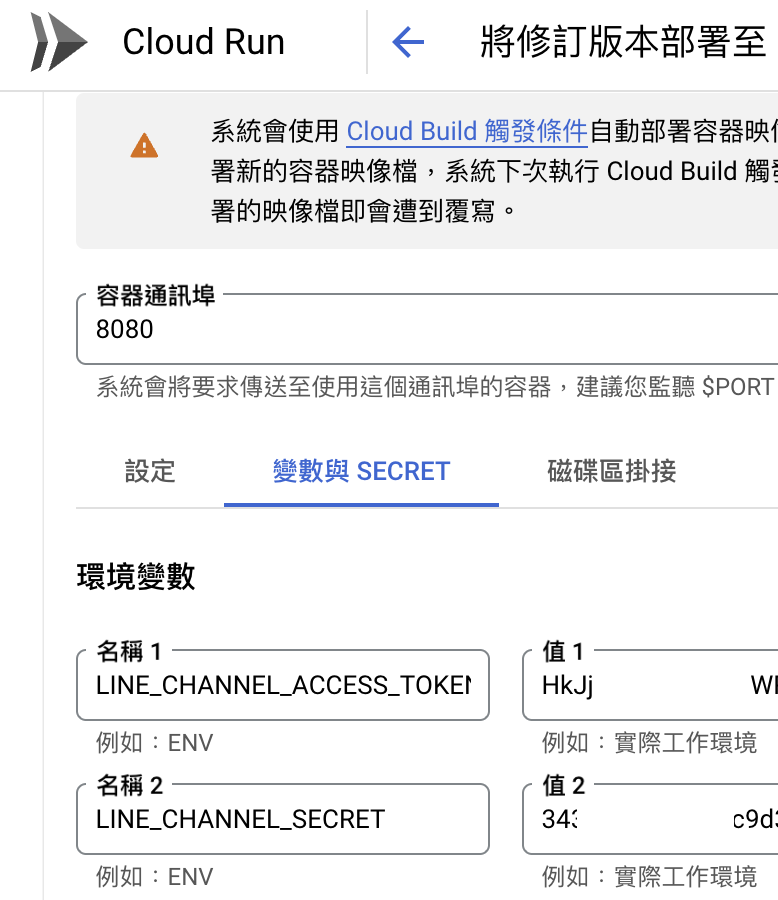 Cloud Run
將修訂版本部署至
系統會使用 Cloud Build 觸發條件自動部署容器映
署新的容器映像檔,系統下次執行 Cloud Build 觸
署的映像檔即會遭到覆寫。
容器通訊埠
8080
系統會將要求傳送至使用這個通訊埠的容器,建議您監聽 $PORT
設定
變數與 SECRET
磁碟區掛接
環境變數
名稱 1
LINE_CHANNEL_ACCESS_TOKEN
值 1
HkJj W
例如:ENV
例如:實際工作環境
名稱 2
LINE_CHANNEL_SECRET
值 2
343 c9d3
例如:ENV
例如:實際工作環境